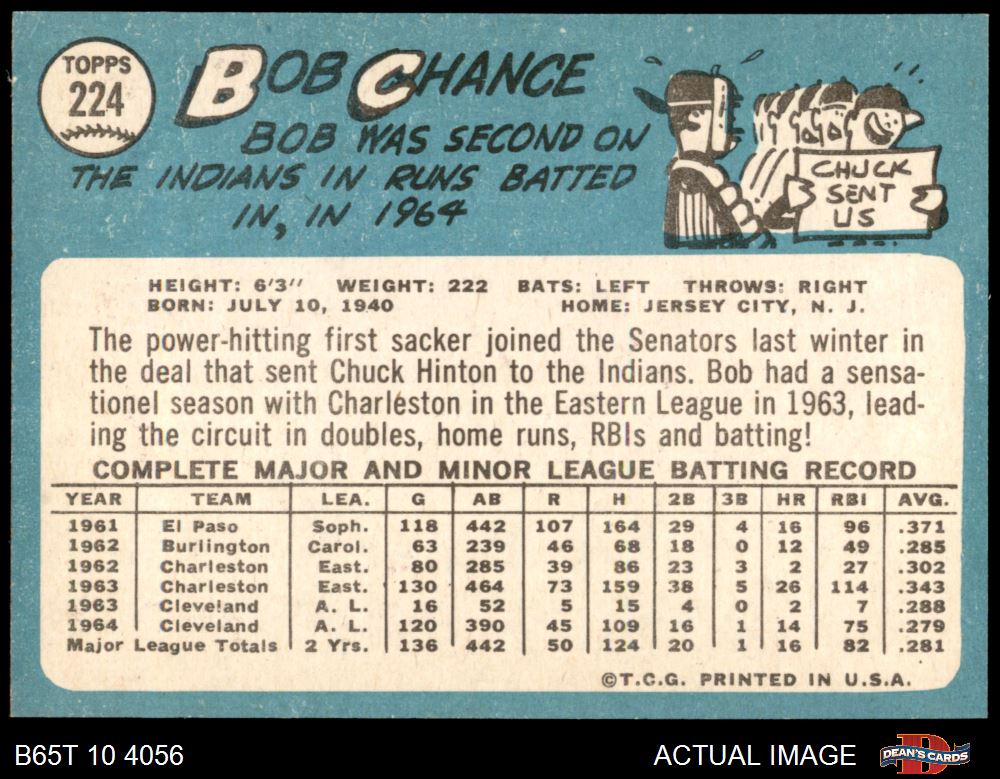 TOPPS
224
BOB CHANCE
BOB WAS SECOND ON
THE INDIANS IN RUNS BATTED
IN, IN 1964
CHUCK
SENT
US
HEIGHT: 6'3" WEIGHT: 222 BATS: LEFT THROWS: RIGHT
BORN: JULY 10, 1940 HOME: JERSEY CITY, N. J.
The power-hitting first sacker joined the Senators last winter in
the deal that sent Chuck Hinton to the Indians. Bob had a sensa-
tionel season with Charleston in the Eastern League in 1963, lead-
ing the circuit in doubles, home runs, RBIs and batting!
COMPLETE MAJOR AND MINOR LEAGUE BATTING RECORD
YEAR TEAM LEA. G AB R H 2B 3B HR RBI AVG.
1961 El Paso Soph. 118 442 107 164 29 4 16 96 .371
1962 Burlington Carol. 63 239 46 68 18 0 12 49 .285
1962 Charleston East. 80 285 39 86 23 3 2 27 .302
1963 Charleston East. 130 464 73 159 38 5 26 114 .343
1963 Cleveland A. L. 16 52 5 15 4 0 2 7 .288
1964 Cleveland A. L. 120 390 45 109 16 1 14 75 .279
Major League Totals 2 Yrs. 136 442 50 124 20 1 16 82 .281
©T.C.G. PRINTED IN U.S.A.
B65T 10 4056 ACTUAL IMAGE DEAN'S CARDS